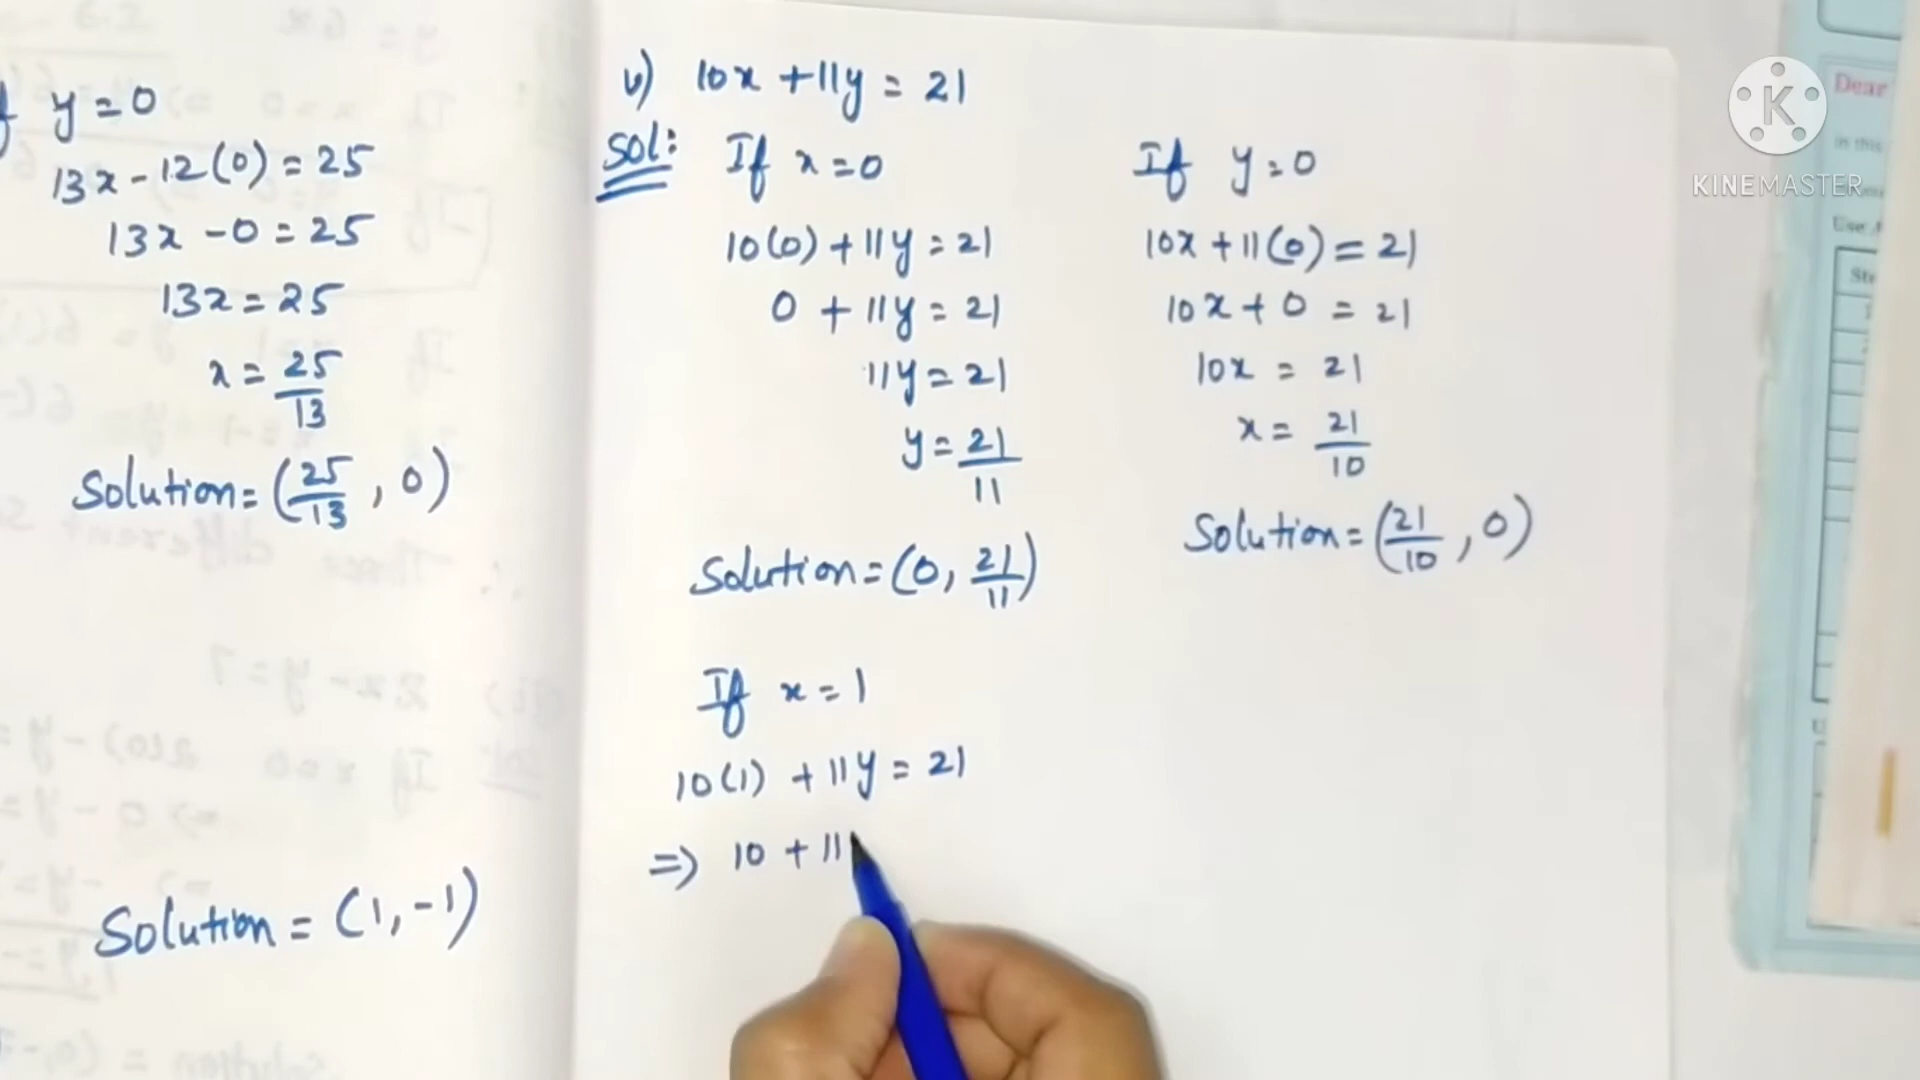 y=0
13x-12(0)=25
13x-0=25
13x=25
x=25/13
Solution=(25/13, 0)
Solution=(1,-1)
v) 10x+11y=21
Sol: If x=0
10(0)+11y=21
0+11y=21
11y=21
y=21/11
Solution=(0, 21/11)
If y=0
10x+11(0)=21
10x+0=21
10x=21
x=21/10
Solution=(21/10, 0)
If x=1
10(1)+11y=21
=> 10+11
K
KINEMASTER
Dear
in this